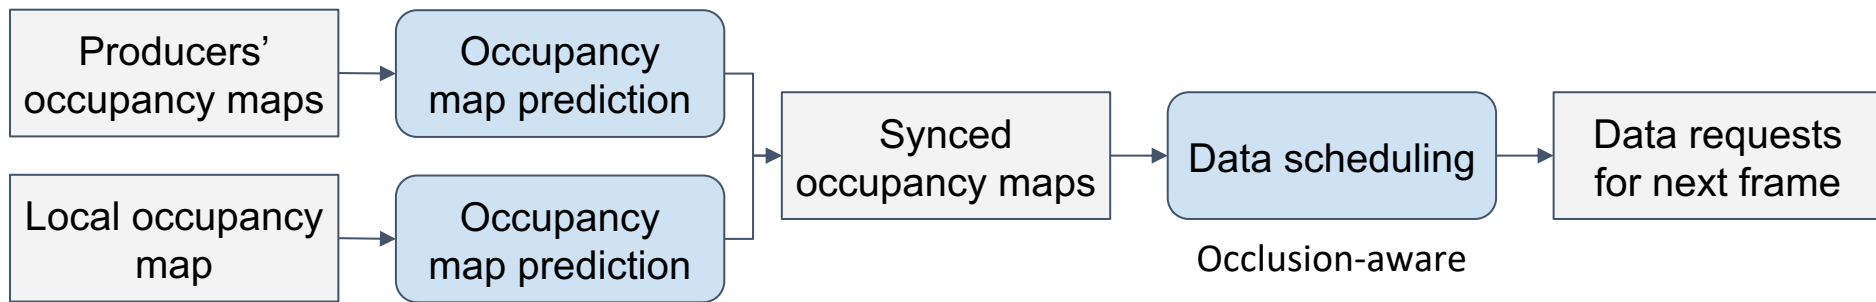 Producers’
occupancy maps
Occupancy
map prediction
Local occupancy
map
Occupancy
map prediction
Synced
occupancy maps
Data scheduling
Occlusion-aware
Data requests
for next frame